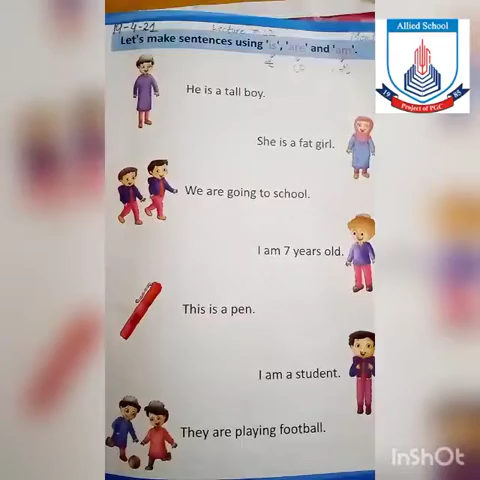 19-4-21
Lecture
Let's make sentences using 'is', 'are' and 'am'.
He is a tall boy.
She is a fat girl.
We are going to school.
I am 7 years old.
This is a pen.
I am a student.
They are playing football.
Allied School
19 85
Project of PGC
InShOt